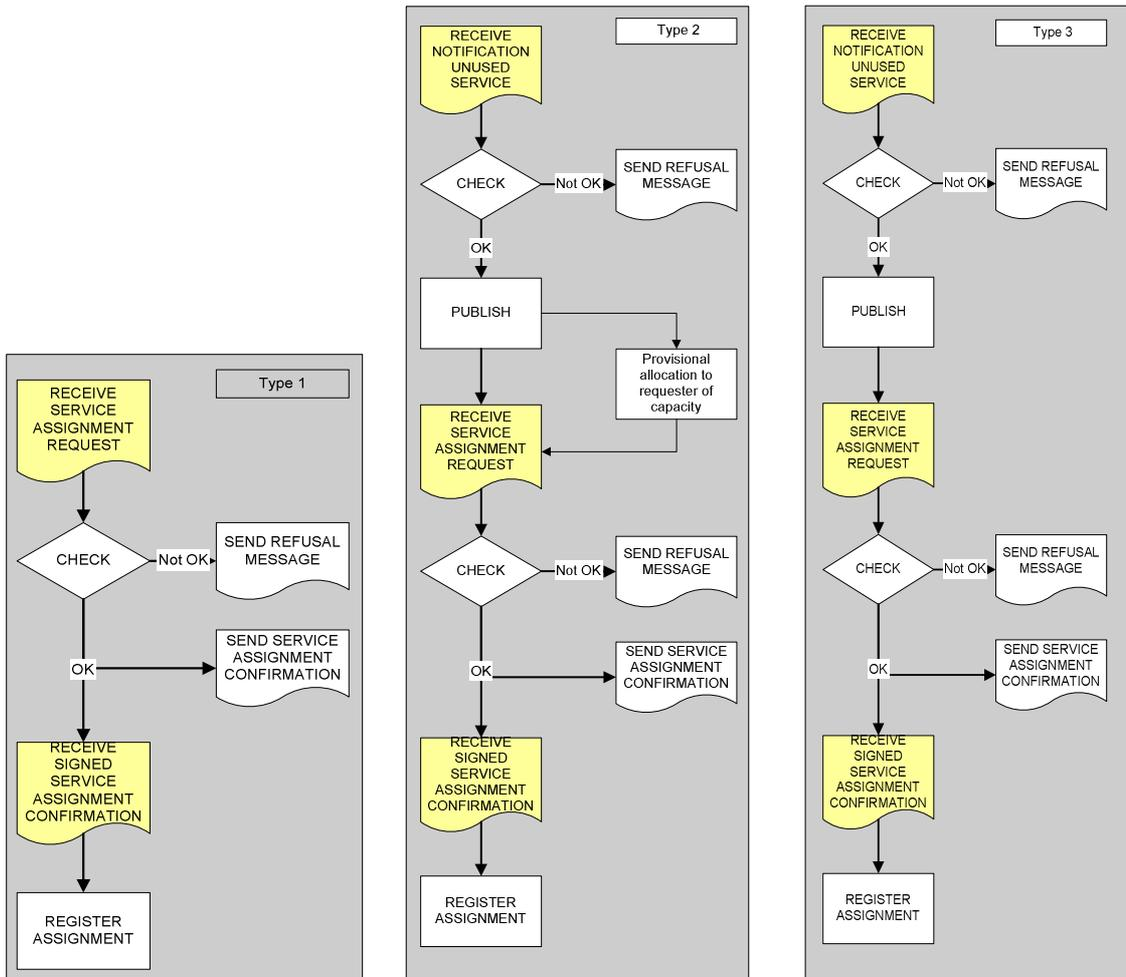 Type 1
RECEIVE
SERVICE
ASSIGNMENT
REQUEST
CHECK
Not OK
SEND REFUSAL
MESSAGE
OK
SEND SERVICE
ASSIGNMENT
CONFIRMATION
RECEIVE
SIGNED
SERVICE
ASSIGNMENT
CONFIRMATION
REGISTER
ASSIGNMENT
Type 2
RECEIVE
NOTIFICATION
UNUSED
SERVICE
CHECK
Not OK
SEND REFUSAL
MESSAGE
OK
PUBLISH
Provisional
allocation to
requester of
capacity
RECEIVE
SERVICE
ASSIGNMENT
REQUEST
CHECK
Not OK
SEND REFUSAL
MESSAGE
OK
SEND SERVICE
ASSIGNMENT
CONFIRMATION
RECEIVE
SIGNED
SERVICE
ASSIGNMENT
CONFIRMATION
REGISTER
ASSIGNMENT
Type 3
RECEIVE
NOTIFICATION
UNUSED
SERVICE
CHECK
Not OK
SEND REFUSAL
MESSAGE
OK
PUBLISH
RECEIVE
SERVICE
ASSIGNMENT
REQUEST
CHECK
Not OK
SEND REFUSAL
MESSAGE
OK
SEND SERVICE
ASSIGNMENT
CONFIRMATION
RECEIVE
SIGNED
SERVICE
ASSIGNMENT
CONFIRMATION
REGISTER
ASSIGNMENT